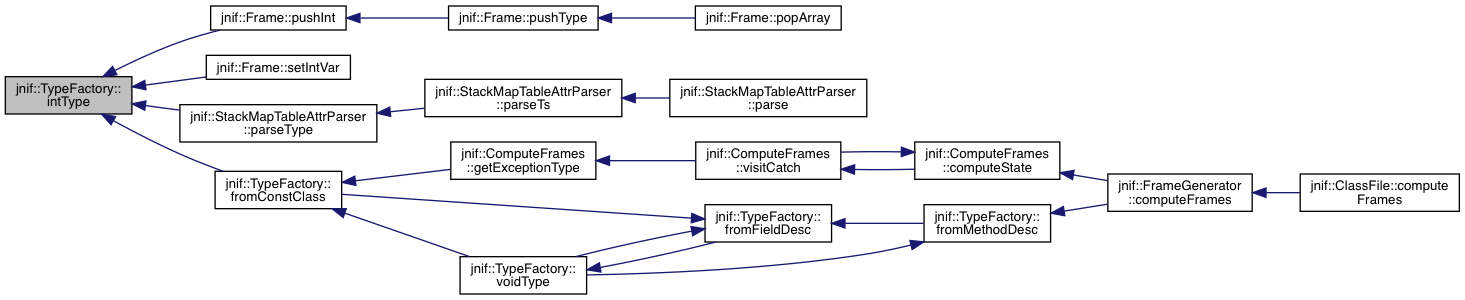 jnif::Frame::pushInt
jnif::Frame::pushType
jnif::Frame::popArray
jnif::Frame::setIntVar
jnif::TypeFactory::
intType
jnif::StackMapTableAttrParser
::parseType
jnif::StackMapTableAttrParser
::parseTs
jnif::StackMapTableAttrParser
::parse
jnif::ComputeFrames
::getExceptionType
jnif::ComputeFrames
::visitCatch
jnif::ComputeFrames
::computeState
jnif::TypeFactory::
fromConstClass
jnif::FrameGenerator
::computeFrames
jnif::ClassFile::compute
Frames
jnif::TypeFactory::
fromFieldDesc
jnif::TypeFactory::
fromMethodDesc
jnif::TypeFactory::
voidType